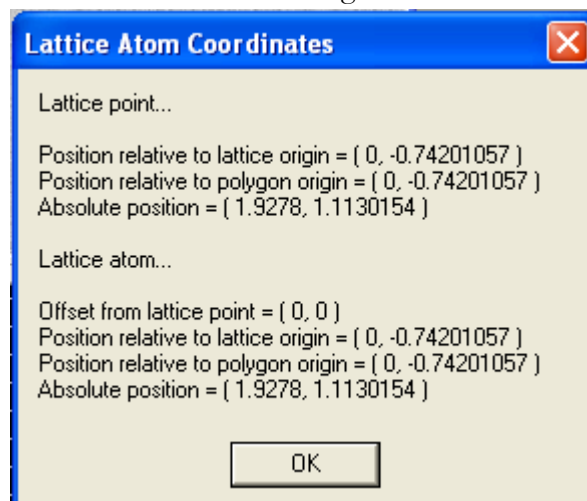 Lattice Atom Coordinates
Lattice point...
Position relative to lattice origin = ( 0, -0.74201057 )
Position relative to polygon origin = ( 0, -0.74201057 )
Absolute position = ( 1.9278, 1.1130154 )
Lattice atom...
Offset from lattice point = ( 0, 0 )
Position relative to lattice origin = ( 0, -0.74201057 )
Position relative to polygon origin = ( 0, -0.74201057 )
Absolute position = ( 1.9278, 1.1130154 )
OK